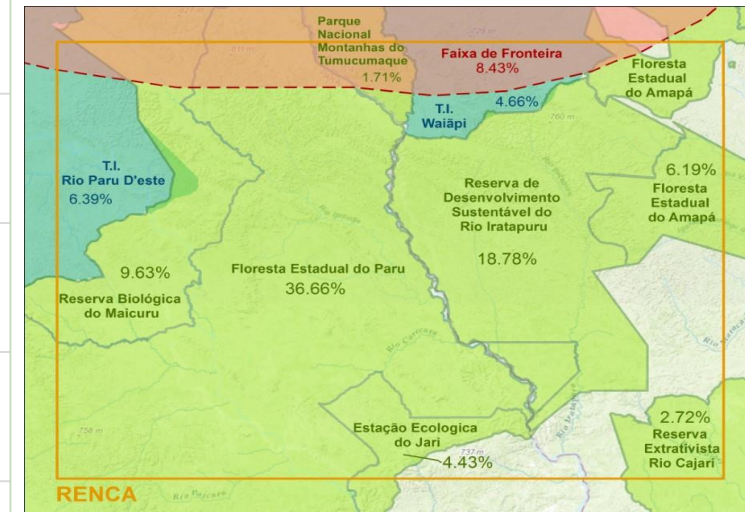 Parque
Nacional
Montanhas do
Tumucumaque
1.71%
Faixa de Fronteira
8.43%
Floresta
Estadual
do Amapá
4.66%
T.I.
Waiãpi
760 m
T.I.
Rio Paru D'este
6.39%
Reserva de
Desenvolvimento
Sustentável do
Rio Iratapuru
18.78%
6.19%
Floresta
Estadual
do Amapá
9.63%
Reserva Biológica
do Maicuru
Floresta Estadual do Paru
36.66%
Estação Ecologica
do Jari
737 m
4.43%
2.72%
Reserva
Extrativista
Rio Cajari
758 m
RENCA